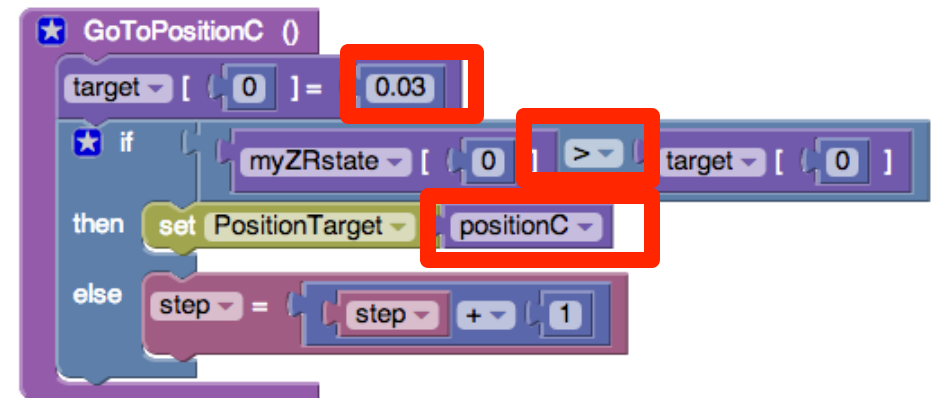 GoToPositionC ()
target [ 0 ] = 0.03
if myZRstate [ 0 ] > target [ 0 ]
then set PositionTarget positionC
else step = step + 1